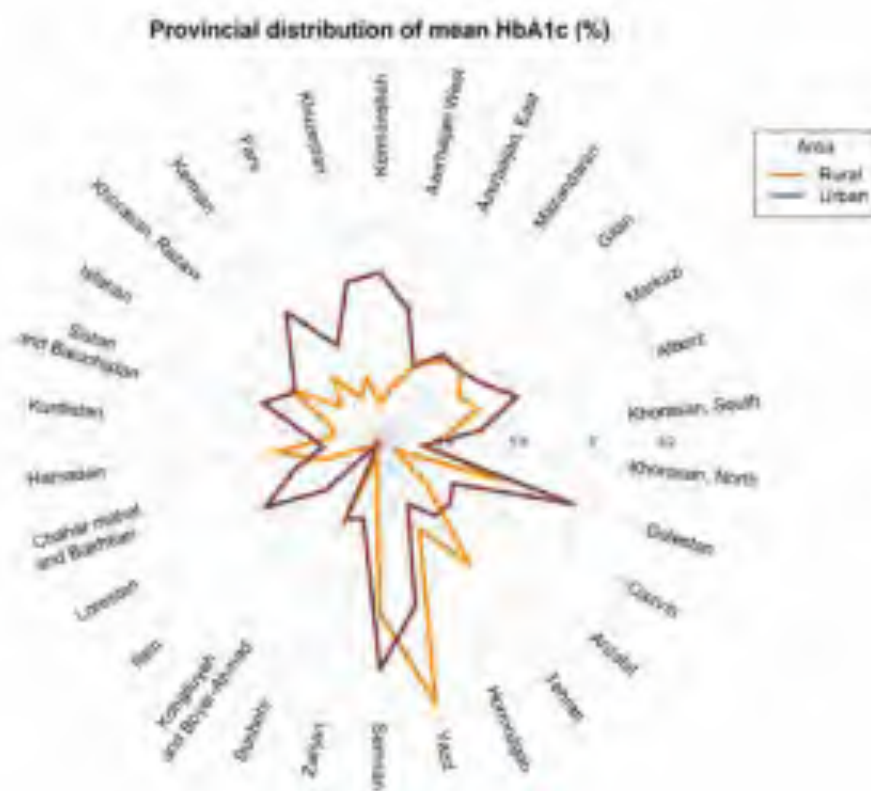 Provincial distribution of mean HbA1c (%)
Kermanshah
Azerbaijan West
Azerbaijan, East
Mazandaran
Gilan
Markazi
Alborz
Khorasan, South
Khorasan, North
Golestan
Qazvin
Ardabil
Tehran
Hormozgan
Yazd
Semnan
Zanjan
Bushehr
Kohgiluyeh
and Boyer-Ahmad
Ilam
Lorestan
Chahar mahal
and Bakhtiari
Hamadan
Kurdistan
Sistan
and Baluchistan
Isfahan
Khorasan, Razavi
Kerman
Fars
Khuzestan
Area
Rural
Urban